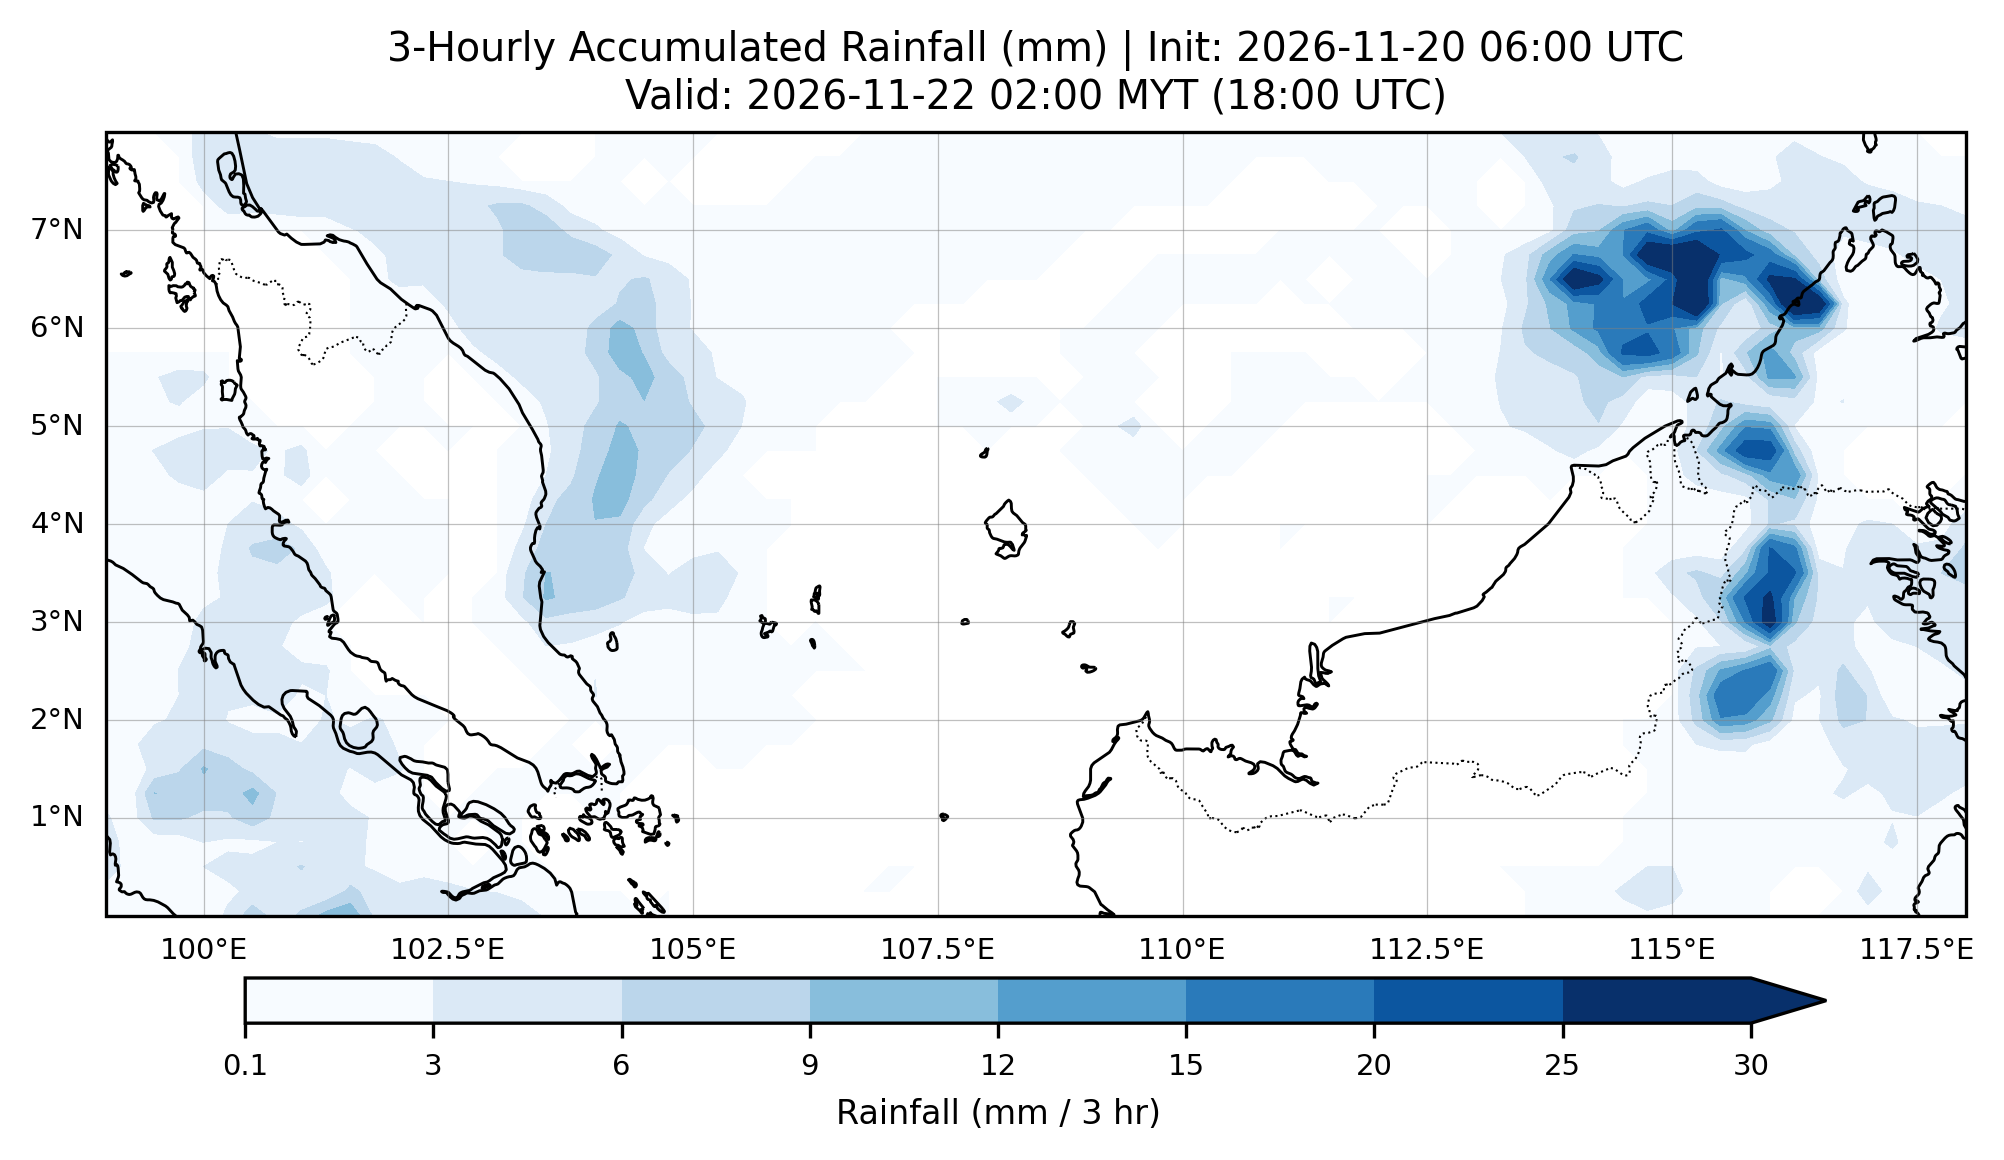 3-Hourly Accumulated Rainfall (mm) | Init: 2026-11-20 06:00 UTC
Valid: 2026-11-22 02:00 MYT (18:00 UTC)
7°N
6°N
5°N
4°N
3°N
2°N
1°N
100°E 102.5°E 105°E 107.5°E 110°E 112.5°E 115°E 117.5°E
0.1 3 6 9 12 15 20 25 30
Rainfall (mm / 3 hr)